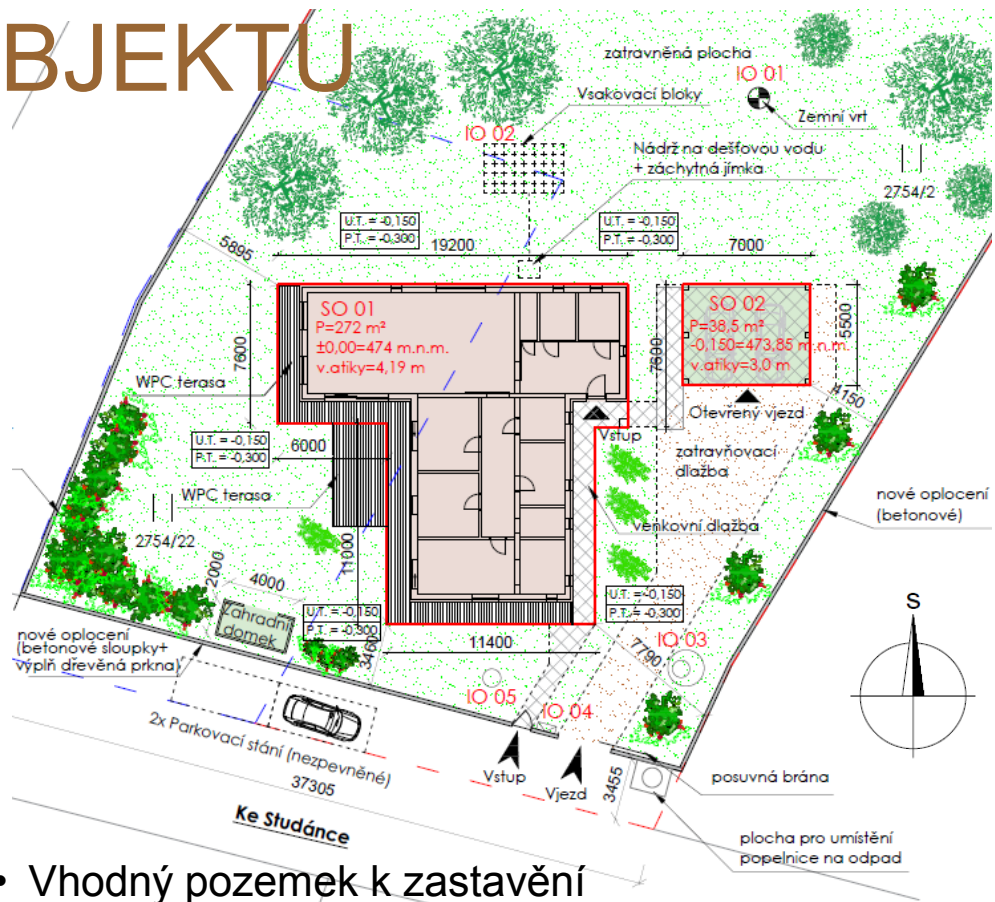 BJEKTU
zatravněná plocha
IO 01
Vsakovací bloky
Zemní vrt
IO 02
Nádrž na dešťovou vodu
+ záchytná jímka
2754/2
U.T. = -0,150
P.T. = -0,300
U.T. = -0,150
P.T. = -0,300
5895
19200
7000
SO 01
P=272 m²
±0,00=474 m.n.m.
v.atiky=4,19 m
SO 02
P=38,5 m²
-0,150=473,85 m.n.m.
v.atiky=3,0 m
7600
7600
5500
WPC terasa
4150
Otevřený vjezd
Vstup
U.T. = -0,150
P.T. = -0,300
6000
zatravňovací
dlažba
WPC terasa
nové oplocení
(betonové)
venkovní dlažba
2754/22
11000
2000
4000
U.T. = -0,150
P.T. = -0,300
Zahradní
domek
U.T. = -0,150
P.T. = -0,300
S
nové oplocení
(betonové sloupky+
výplň dřevěná prkna)
3460
11400
7790
IO 03
IO 05
IO 04
2x Parkovací stání (nezpevněné)
Vstup
Vjezd
3455
posuvná brána
37305
Ke Studánce
plocha pro umístění
popelnice na odpad
• Vhodný pozemek k zastavění